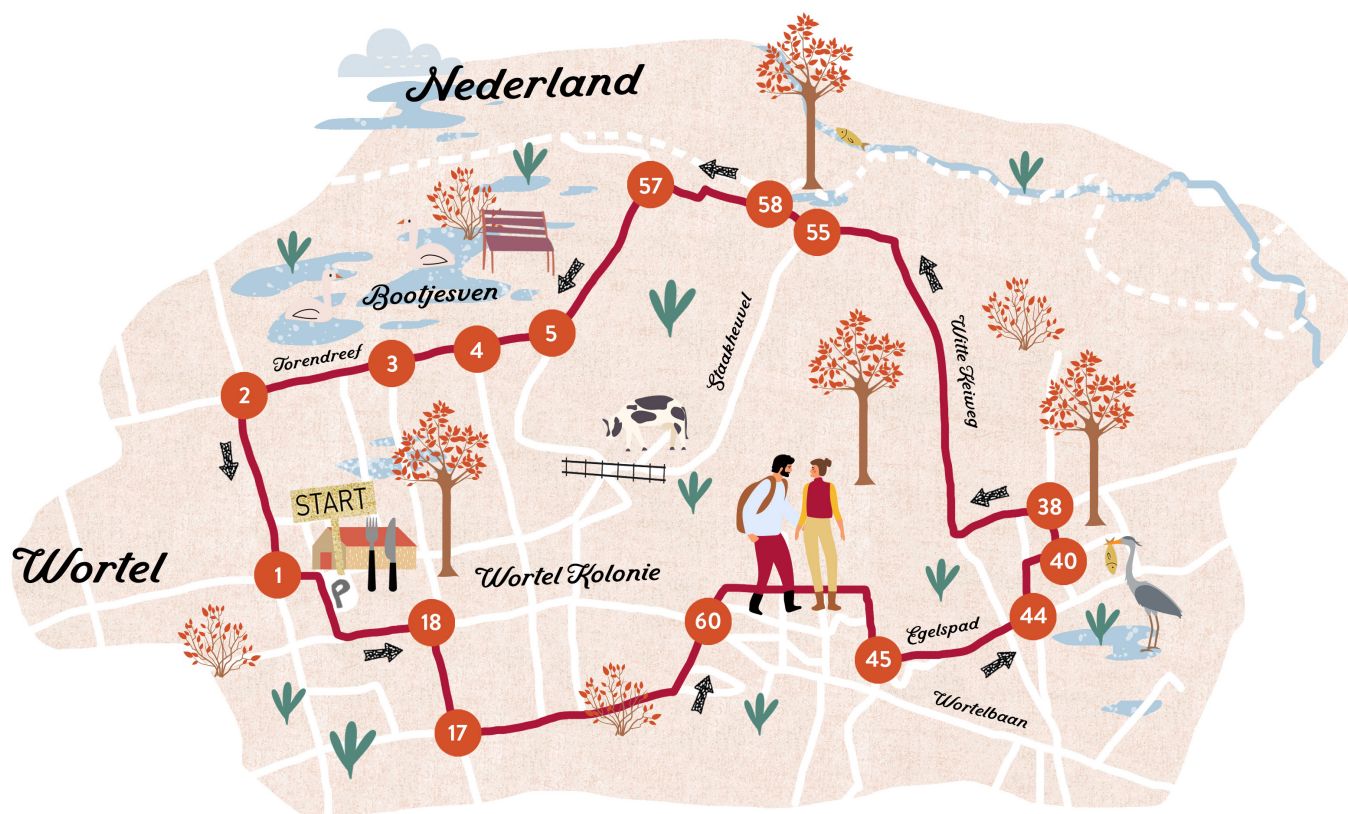 Nederland
57
58
55
Bootjesven
5
Staakheuvel
Torendreef
3
4
2
Witte Keiweg
START
38
40
Wortel
1
P
Wortel Kolonie
18
60
44
Egelspad
45
17
Wortelbaan